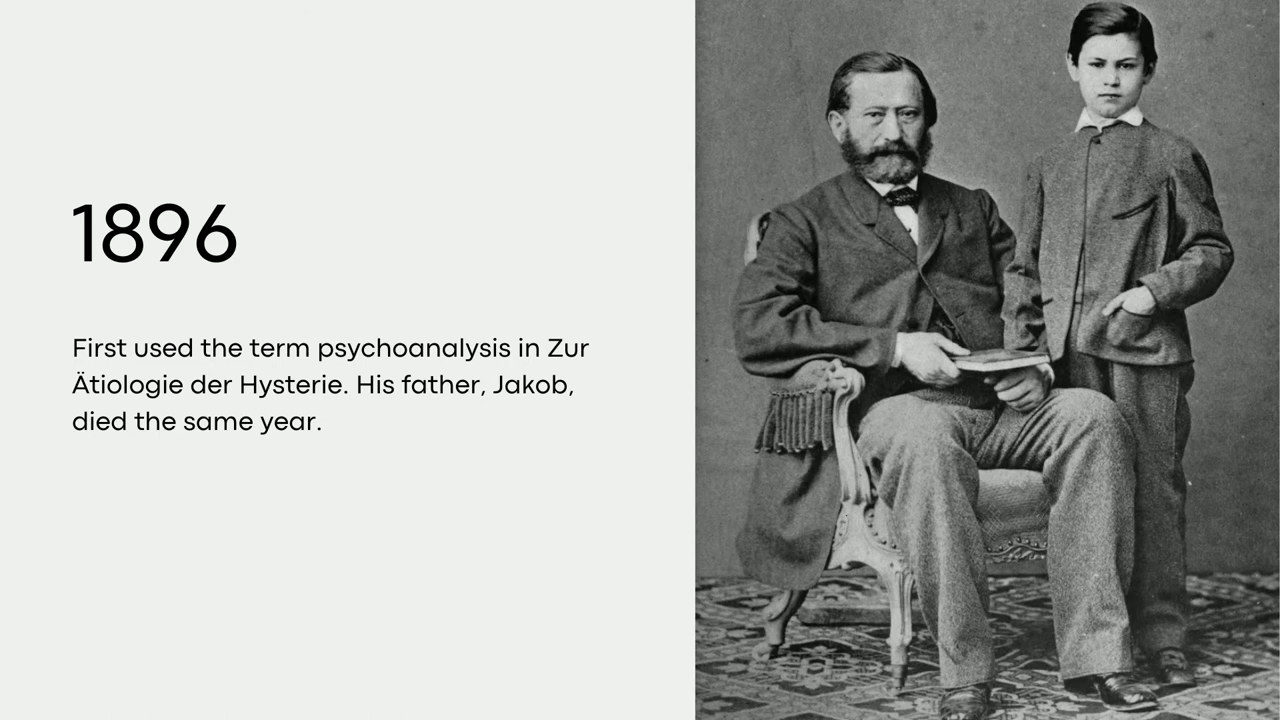 1896
First used the term psychoanalysis in Zur
Ätiologie der Hysterie. His father, Jakob,
died the same year.